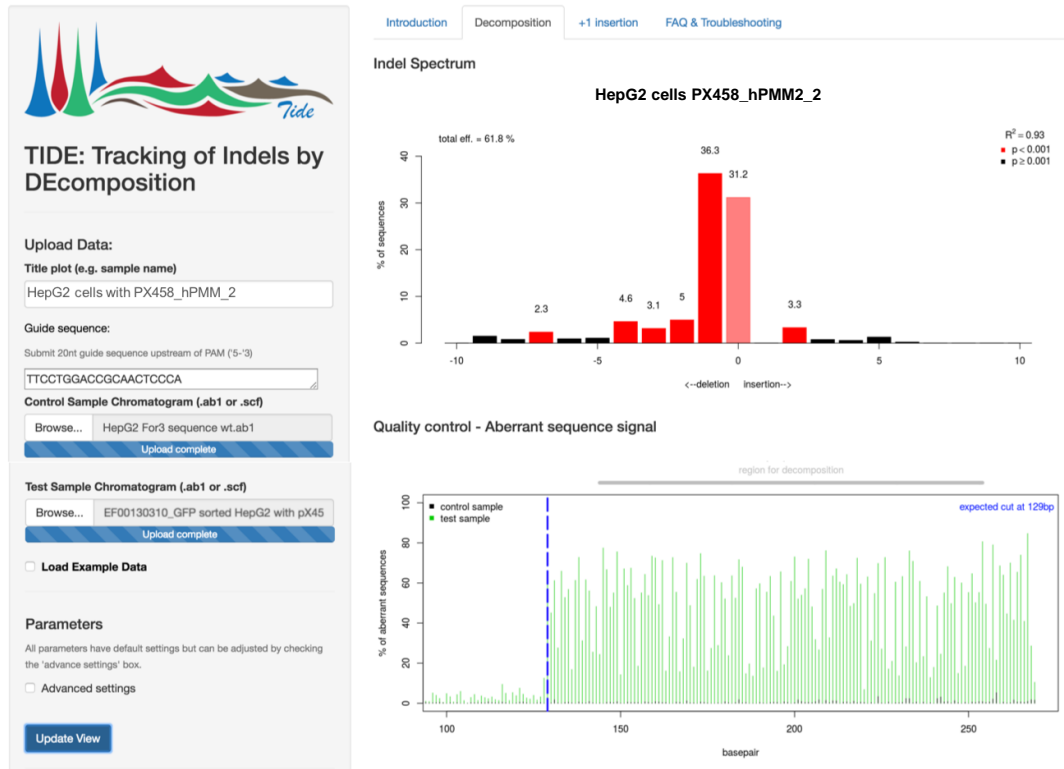 Tide
TIDE: Tracking of Indels by
DEcomposition
Upload Data:
Title plot (e.g. sample name)
HepG2 cells with PX458_hPMM_2
Guide sequence:
Submit 20nt guide sequence upstream of PAM ('5-'3)
TTCCTGGACCGCAACTCCCA
Control Sample Chromatogram (.ab1 or .scf)
Browse... HepG2 For3 sequence wt.ab1
Upload complete
Test Sample Chromatogram (.ab1 or .scf)
Browse... EF00130310_GFP sorted HepG2 with pX45
Upload complete
Load Example Data
Parameters
All parameters have default settings but can be adjusted by checking
the 'advance settings' box.
Advanced settings
Update View
Introduction Decomposition +1 insertion FAQ & Troubleshooting
Indel Spectrum
HepG2 cells PX458_hPMM2_2
total eff. = 61.8 %
R² = 0.93
p < 0.001
p ≥ 0.001
% of sequences
40
30
20
10
0
2.3
4.6
3.1
5
36.3
31.2
3.3
-10 -5 0 5 10
<--deletion insertion-->
Quality control - Aberrant sequence signal
region for decomposition
control sample
test sample
expected cut at 129bp
% of aberrant sequences
100
80
60
40
20
0
100 150 200 250
basepair